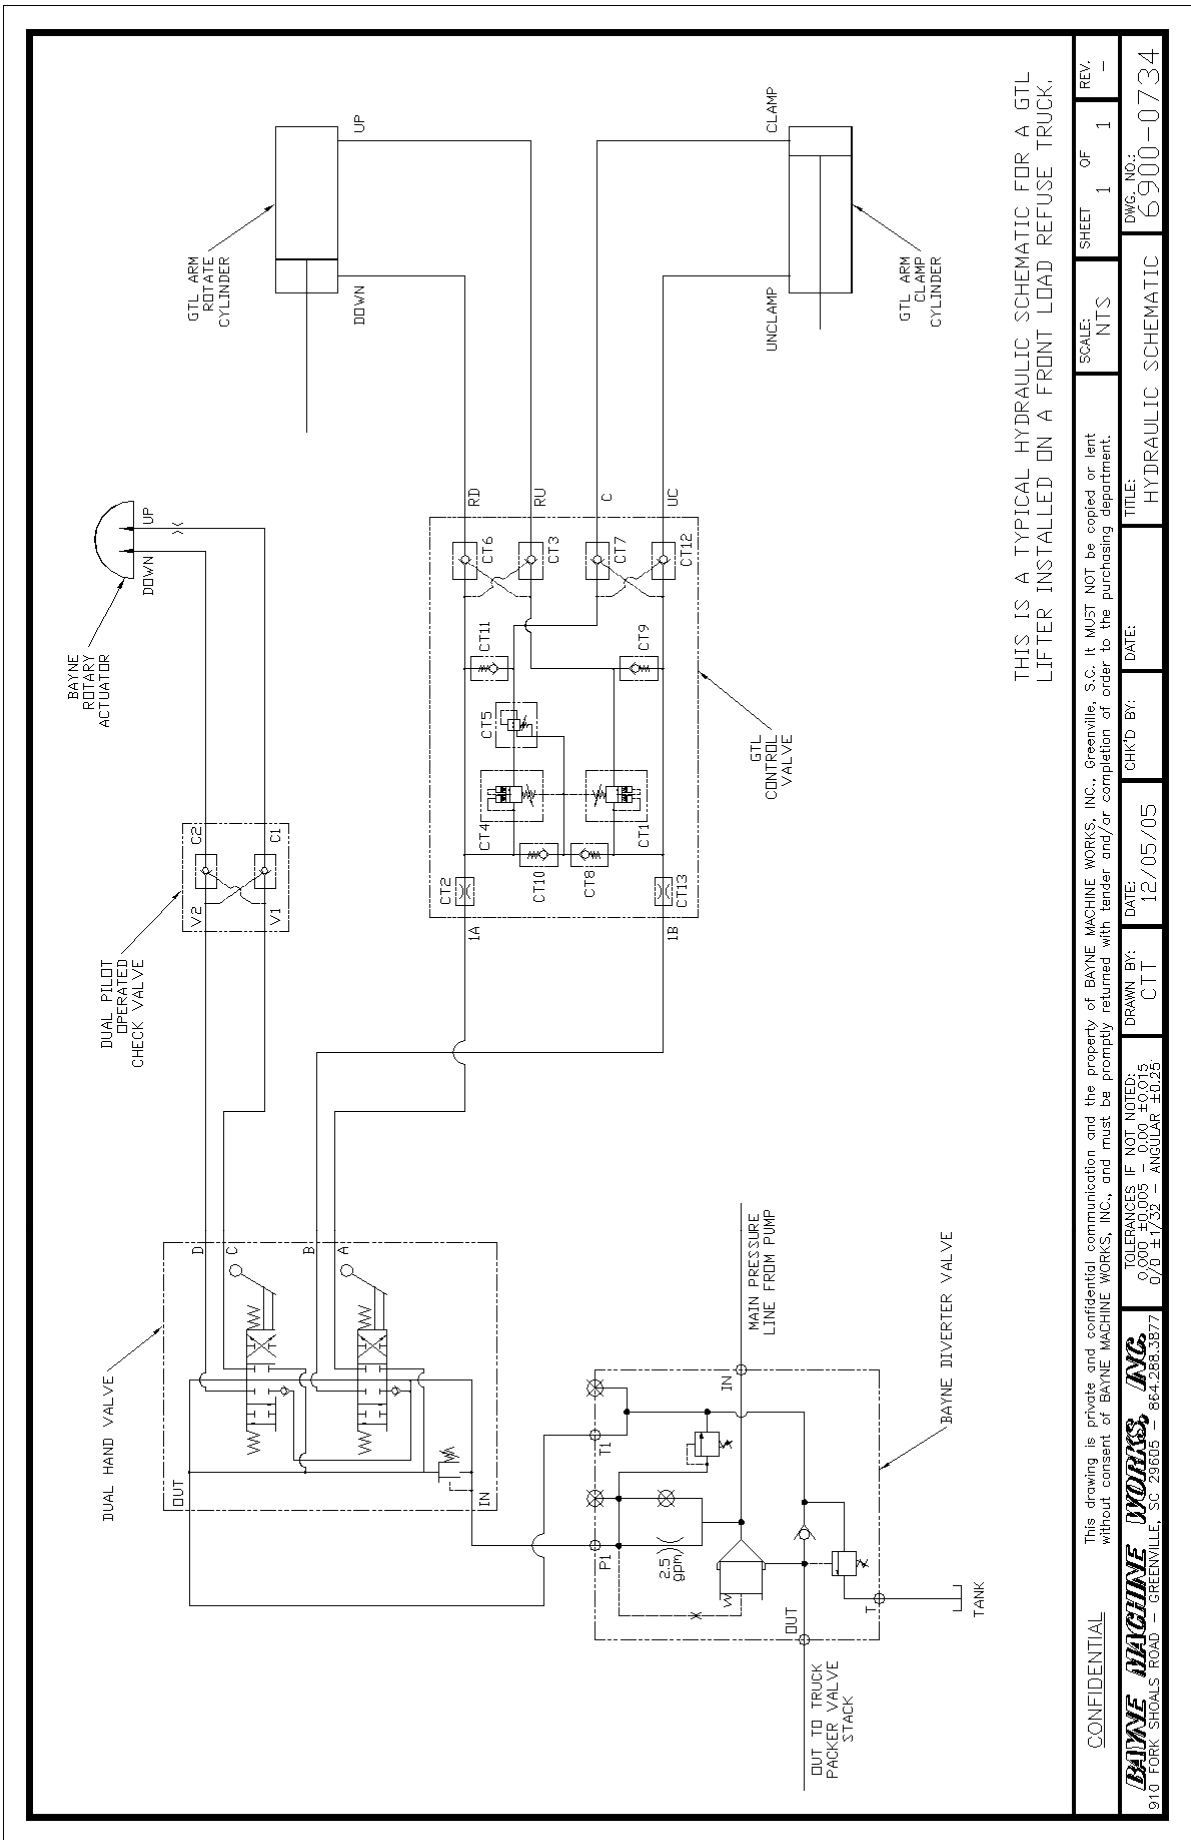 BAYNE
ROTARY
ACTUATOR
DOWN
UP
GTL ARM
ROTATE
CYLINDER
DOWN
UP
DUAL PILOT
OPERATED
CHECK VALVE
V2
C2
V1
C1
DUAL HAND VALVE
OUT
IN
D
C
B
A
1A
1B
CT2
CT13
CT10
CT8
CT4
CT1
CT5
CT11
CT9
CT6
CT3
CT7
CT12
RD
RU
C
UC
GTL
CONTROL
VALVE
UNCLAMP
CLAMP
GTL ARM
CLAMP
CYLINDER
P1
T1
2.5
gpm
IN
OUT
T
MAIN PRESSURE
LINE FROM PUMP
OUT TO TRUCK
PACKER VALVE
STACK
TANK
BAYNE DIVERTER VALVE
THIS IS A TYPICAL HYDRAULIC SCHEMATIC FOR A GTL
LIFTER INSTALLED ON A FRONT LOAD REFUSE TRUCK.
CONFIDENTIAL
This drawing is private and confidential communication and the property of BAYNE MACHINE WORKS, INC., Greenville, S.C. It MUST NOT be copied or lent
without consent of BAYNE MACHINE WORKS, INC., and must be promptly returned with tender and/or completion of order to the purchasing department.
SCALE:
NTS
SHEET 1 OF 1
REV.
-
BAYNE MACHINE WORKS, INC.
910 FORK SHOALS ROAD - GREENVILLE, SC 29605 - 864.288.3877
TOLERANCES IF NOT NOTED:
0.000 ±0.005 - 0.00 ±0.015
0/0 ±1/32 - ANGULAR ±0.25°
DRAWN BY:
CTT
DATE:
12/05/05
CHK'D BY:
DATE:
TITLE:
HYDRAULIC SCHEMATIC
DWG. NO.:
6900-0734